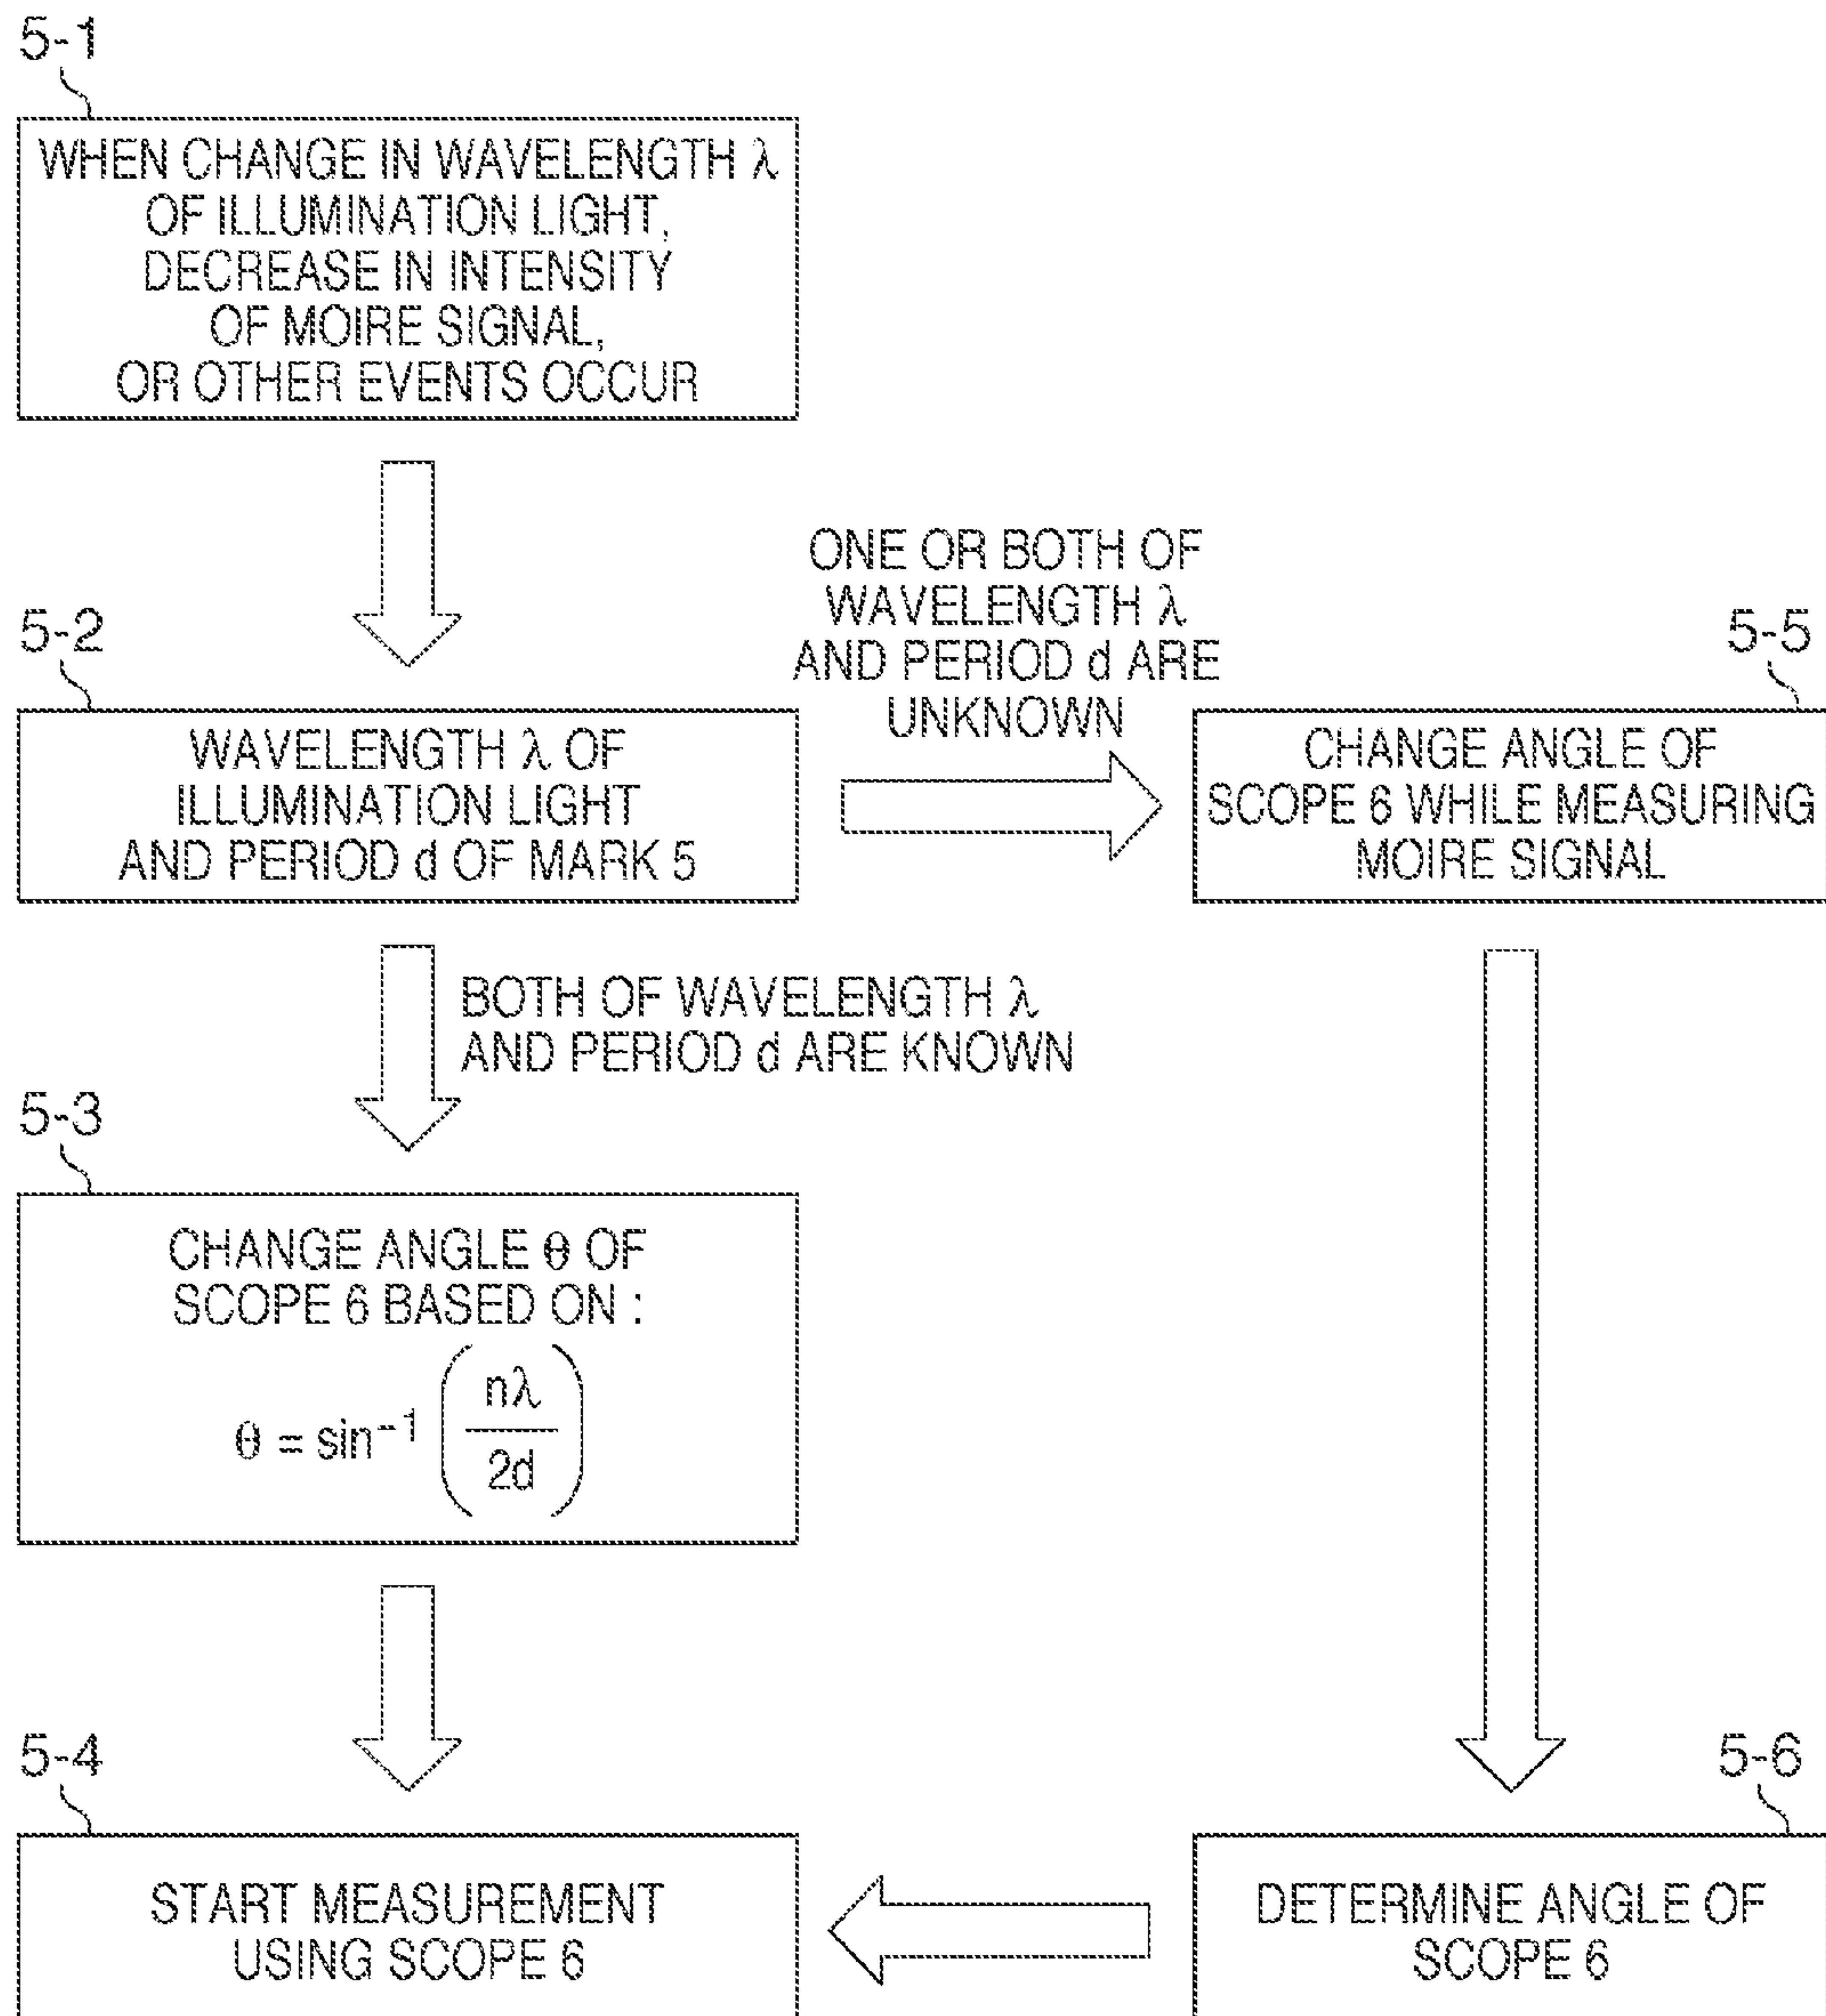 5-1
WHEN CHANGE IN WAVELENGTH λ
OF ILLUMINATION LIGHT,
DECREASE IN INTENSITY
OF MOIRE SIGNAL,
OR OTHER EVENTS OCCUR
5-2
WAVELENGTH λ OF
ILLUMINATION LIGHT
AND PERIOD d OF MARK 5
ONE OR BOTH OF
WAVELENGTH λ
AND PERIOD d ARE
UNKNOWN
5-5
CHANGE ANGLE OF
SCOPE 6 WHILE MEASURING
MOIRE SIGNAL
BOTH OF WAVELENGTH λ
AND PERIOD d ARE KNOWN
5-3
CHANGE ANGLE θ OF
SCOPE 6 BASED ON :
θ = sin⁻¹ (nλ / 2d)
5-4
START MEASUREMENT
USING SCOPE 6
5-6
DETERMINE ANGLE OF
SCOPE 6